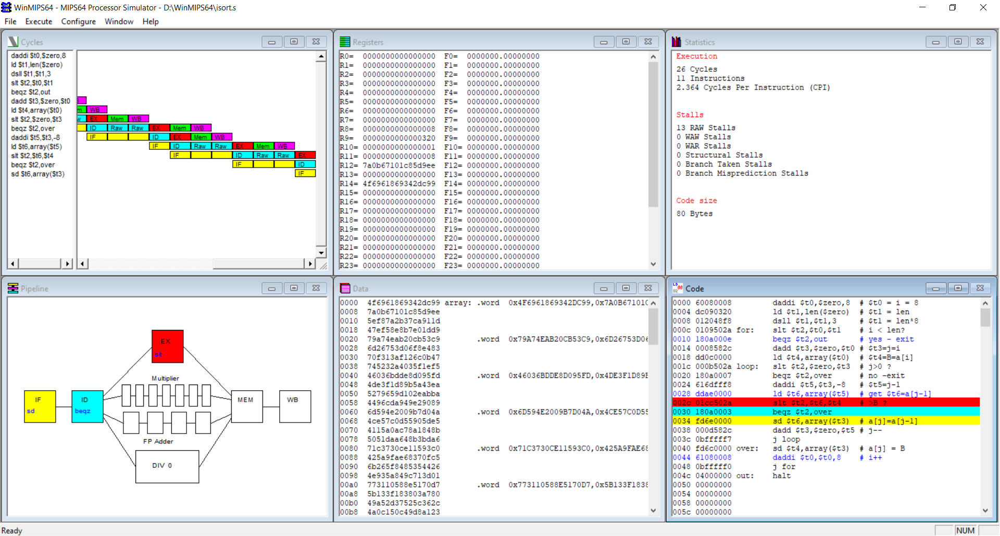 WinMIPS64 - MIPS64 Processor Simulator - D:\WinMIPS64\isort.s
File Execute Configure Window Help
Cycles
daddi $t0,$zero,8
ld $t1,len($zero)
dsll $t1,$t1,3
slt $t2,$t0,$t1
beqz $t2,out
dadd $t3,$zero,$t0
ld $t4,array($t0)
WB
slt $t2,$zero,$t3
EX Mem WB
beqz $t2,over
ID Raw Raw EX Mem WB
daddi $t5,$t3,-8
IF ID EX Mem WB
ld $t6,array($t5)
IF ID Raw Raw EX Mem WB
slt $t2,$t6,$t4
IF ID Raw Raw EX
beqz $t2,over
IF ID
sd $t6,array($t3)
IF
Registers
R0= 0000000000000000 F0= 0000000.00000000
R1= 0000000000000000 F1= 0000000.00000000
R2= 0000000000000000 F2= 0000000.00000000
R3= 0000000000000000 F3= 0000000.00000000
R4= 0000000000000000 F4= 0000000.00000000
R5= 0000000000000000 F5= 0000000.00000000
R6= 0000000000000000 F6= 0000000.00000000
R7= 0000000000000000 F7= 0000000.00000000
R8= 0000000000000008 F8= 0000000.00000000
R9= 0000000000000320 F9= 0000000.00000000
R10= 0000000000000001 F10= 0000000.00000000
R11= 0000000000000008 F11= 0000000.00000000
R12= 7a0b67101c85d9ee F12= 0000000.00000000
R13= 0000000000000000 F13= 0000000.00000000
R14= 4f6961869342dc99 F14= 0000000.00000000
R15= 0000000000000000 F15= 0000000.00000000
R16= 0000000000000000 F16= 0000000.00000000
R17= 0000000000000000 F17= 0000000.00000000
R18= 0000000000000000 F18= 0000000.00000000
R19= 0000000000000000 F19= 0000000.00000000
R20= 0000000000000000 F20= 0000000.00000000
R21= 0000000000000000 F21= 0000000.00000000
R22= 0000000000000000 F22= 0000000.00000000
R23= 0000000000000000 F23= 0000000.00000000
Statistics
Execution
26 Cycles
11 Instructions
2.364 Cycles Per Instruction (CPI)
Stalls
13 RAW Stalls
0 WAW Stalls
0 WAR Stalls
0 Structural Stalls
0 Branch Taken Stalls
0 Branch Misprediction Stalls
Code size
80 Bytes
Pipeline
EX
slt
Multiplier
IF
sd
ID
beqz
MEM
WB
FP Adder
DIV 0
Data
0000 4f6961869342dc99 array: .word 0x4F6961869342DC99,0x7A0B67101C
0008 7a0b67101c85d9ee
0010 5ef87a2b37ca911d
0018 47ef58e8b7e01dd9
0020 79a74eab20cb53c9 .word 0x79A74EAB20CB53C9,0x6D26753D06
0028 6d26753d06f8e483
0030 70f313af126c0b47
0038 745232a4035f1ef5
0040 46036bdde8d095fd .word 0x46036BDDE8D095FD,0x4DE3F1D89B
0048 4de3f1d89b5a43ea
0050 5279659d102eabba
0058 4496cda949e29089
0060 6d594e2009b7d04a .word 0x6D594E2009B7D04A,0x4CE57C0D55
0068 4ce57c0d55905de5
0070 4115a0ac78a1848b
0078 5051daa648b3bda6
0080 71c3730ce11593c0 .word 0x71C3730CE11593C0,0x425A9FAE68
0088 425a9fae68370fc5
0090 6b265f8485354426
0098 4e935a849c713d01
00a0 773110588e5170d7 .word 0x773110588E5170D7,0x5B133F1838
00a8 5b133f183803a780
00b0 49a52d37525c362c
00b8 4a0c150c49d8a123
Code
0000 60080008 daddi $t0,$zero,8 # $t0 = i = 8
0004 dc090320 ld $t1,len($zero) # $t1 = len
0008 012048f8 dsll $t1,$t1,3 # $t1 = len*8
000c 0109502a for: slt $t2,$t0,$t1 # i < len?
0010 180a000e beqz $t2,out # yes - exit
0014 0008582c dadd $t3,$zero,$t0 # $t3=j=i
0018 dd0c0000 ld $t4,array($t0) # $t4=B=a[i]
001c 000b502a loop: slt $t2,$zero,$t3 # j>0 ?
0020 180a0007 beqz $t2,over # no -exit
0024 616dfff8 daddi $t5,$t3,-8 # $t5=j-1
0028 ddae0000 ld $t6,array($t5) # get $t6=a[j-1]
002c 01cc502a slt $t2,$t6,$t4 # >B ?
0030 180a0003 beqz $t2,over
0034 fd6e0000 sd $t6,array($t3) # a[j]=a[j-1]
0038 000d582c dadd $t3,$zero,$t5 # j--
003c 0bfffff7 j loop
0040 fd6c0000 over: sd $t4,array($t3) # a[j] = B
0044 61080008 daddi $t0,$t0,8 # i++
0048 0bfffff0 j for
004c 04000000 out: halt
0050 00000000
0054 00000000
0058 00000000
005c 00000000
Ready
NUM